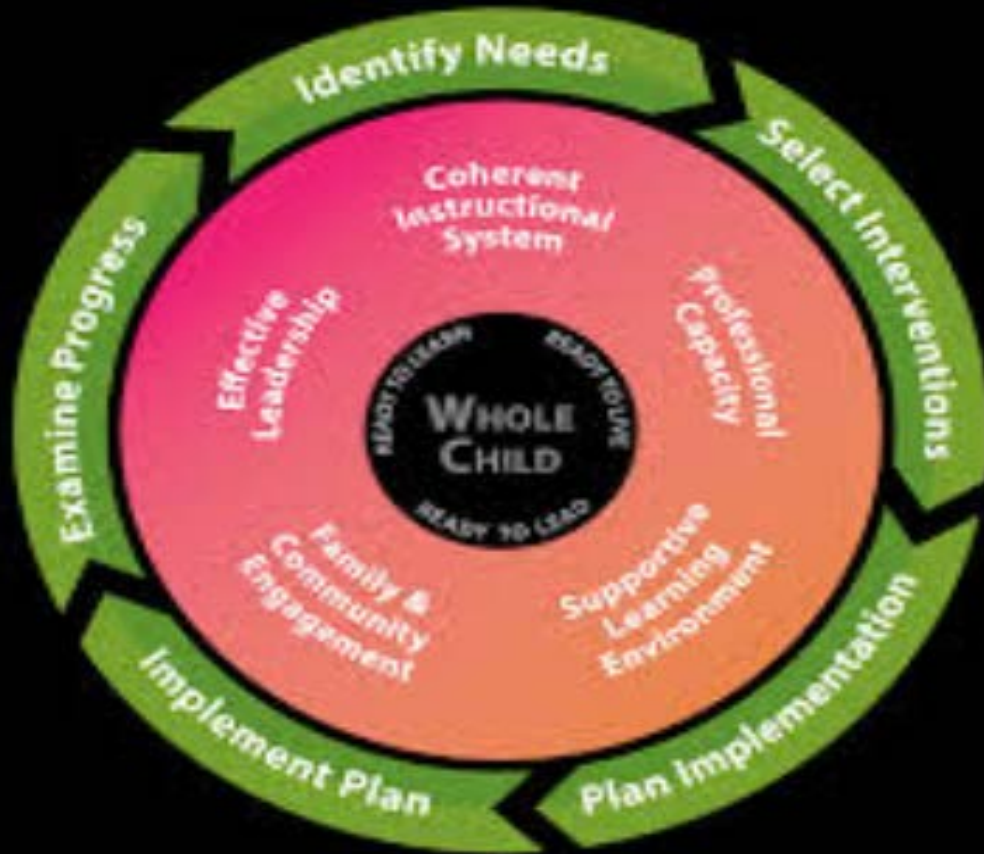 Identify Needs
Select Interventions
Plan Implementation
Implement Plan
Examine Progress
Coherent
Instructional
System
Professional
Capacity
Supportive
Learning
Environment
Family &
Community
Engagement
Effective
Leadership
READY TO LEARN
READY TO LIVE
READY TO LEAD
WHOLE
CHILD